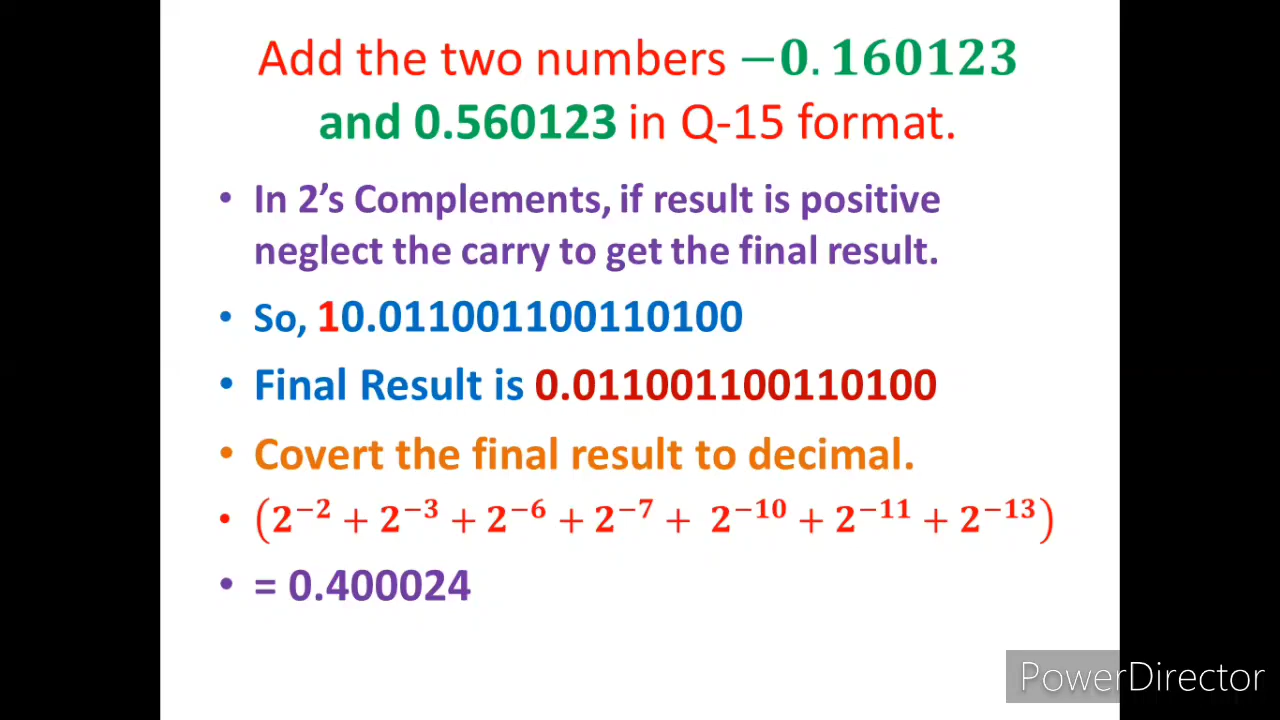 Add the two numbers −0.160123
and 0.560123 in Q-15 format.
• In 2’s Complements, if result is positive
neglect the carry to get the final result.
• So, 10.011001100110100
• Final Result is 0.011001100110100
• Covert the final result to decimal.
• (2⁻² + 2⁻³ + 2⁻⁶ + 2⁻⁷ + 2⁻¹⁰ + 2⁻¹¹ + 2⁻¹³)
• = 0.400024
PowerDirector